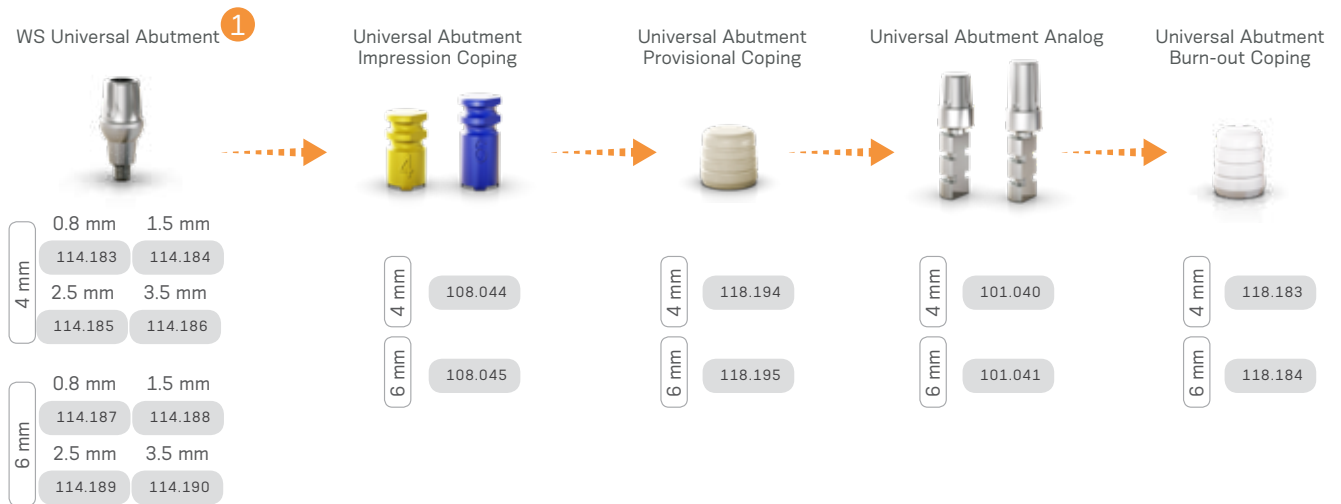 WS Universal Abutment 1
0.8 mm 1.5 mm
4 mm
114.183 114.184
2.5 mm 3.5 mm
114.185 114.186
0.8 mm 1.5 mm
6 mm
114.187 114.188
2.5 mm 3.5 mm
114.189 114.190
Universal Abutment
Impression Coping
4
6
4 mm 108.044
6 mm 108.045
Universal Abutment
Provisional Coping
4 mm 118.194
6 mm 118.195
Universal Abutment Analog
4 mm 101.040
6 mm 101.041
Universal Abutment
Burn-out Coping
4 mm 118.183
6 mm 118.184